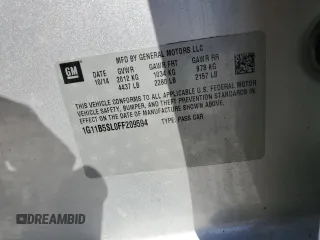 MFD BY GENERAL MOTORS LLC
GM
DATE GVWR GAWR FRT GAWR RR
10/14 2012 KG 1034 KG 978 KG
4437 LB 2280 LB 2157 LB
THIS VEHICLE CONFORMS TO ALL APPLICABLE U.S. FEDERAL MOTOR VEHICLE
SAFETY, BUMPER, AND THEFT PREVENTION STANDARDS IN EFFECT
ON THE DATE OF MANUFACTURE SHOWN ABOVE.
1G11B5SL0FF209594 TYPE: PASS CAR
DREAMBID